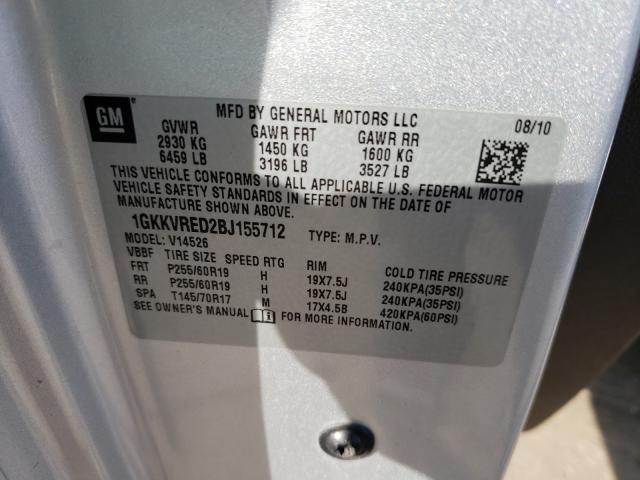 GM
MFD BY GENERAL MOTORS LLC
08/10
GVWR GAWR FRT GAWR RR
2930 KG 1450 KG 1600 KG
6459 LB 3196 LB 3527 LB
THIS VEHICLE CONFORMS TO ALL APPLICABLE U.S. FEDERAL MOTOR
VEHICLE SAFETY STANDARDS IN EFFECT ON THE DATE OF
MANUFACTURE SHOWN ABOVE.
1GKKVRED2BJ155712 TYPE: M.P.V.
MODEL: V14526
VBBF TIRE SIZE SPEED RTG RIM COLD TIRE PRESSURE
FRT P255/60R19 H 19X7.5J 240KPA(35PSI)
RR P255/60R19 H 19X7.5J 240KPA(35PSI)
SPA T145/70R17 M 17X4.5B 420KPA(60PSI)
SEE OWNER'S MANUAL FOR MORE INFORMATION.